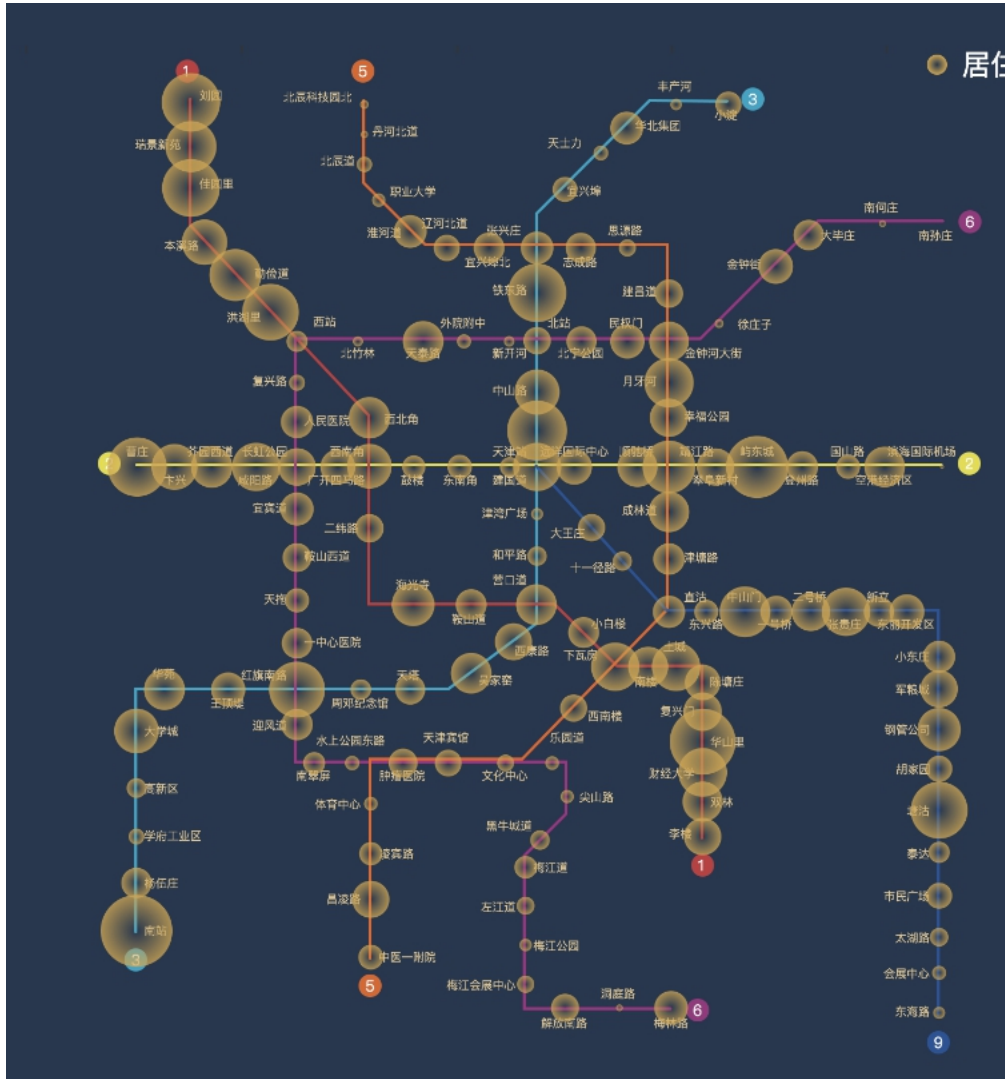 居住
1
5
丰产河
3
刘园
北辰科技园北
小淀
华北集团
丹河北道
瑞景新苑
天士力
北辰道
佳园里
职业大学
宜兴埠
南何庄
6
辽河北道
本溪路
淮河道
张兴庄
思源路
大毕庄
南孙庄
宜兴埠北
志成路
金钟街
勤俭道
铁东路
建昌道
洪湖里
西站
外院附中
北站
民权门
徐庄子
北竹林
天泰路
新开河
北宁公园
金钟河大街
复兴路
中山路
月牙河
人民医院
西北角
幸福公园
曹庄
芥园西道
长虹公园
西南角
天津站
远洋国际中心
顺驰桥
靖江路
屿东城
国山路
滨海国际机场
2
2
卞兴
咸阳路
广开四马路
鼓楼
东南角
建国道
翠阜新村
登州路
空港经济区
宜宾道
津湾广场
成林道
二纬路
大王庄
鞍山西道
和平路
津塘路
十一径路
天拖
海兴寺
营口道
直沽
中山门
二号桥
新立
鞍山道
东兴路
一号桥
张贵庄
东丽开发区
小白楼
一中心医院
西康路
下瓦房
土城
小东庄
华苑
红旗南路
天塔
吴家窑
南楼
陈塘庄
王顶堤
周邓纪念馆
军粮城
复兴门
西南楼
大学城
迎风道
水上公园东路
天津宾馆
乐园道
华山里
钢管公司
南翠屏
肿瘤医院
文化中心
财经大学
胡家园
高新区
体育中心
尖山路
双林
塘沽
学府工业区
黑牛城道
李楼
凌宾路
梅江道
1
泰达
杨伍庄
昌凌路
左江道
市民广场
南站
梅江公园
太湖路
3
中医一附院
5
梅江会展中心
洞庭路
会展中心
解放南路
梅林路
6
东海路
9